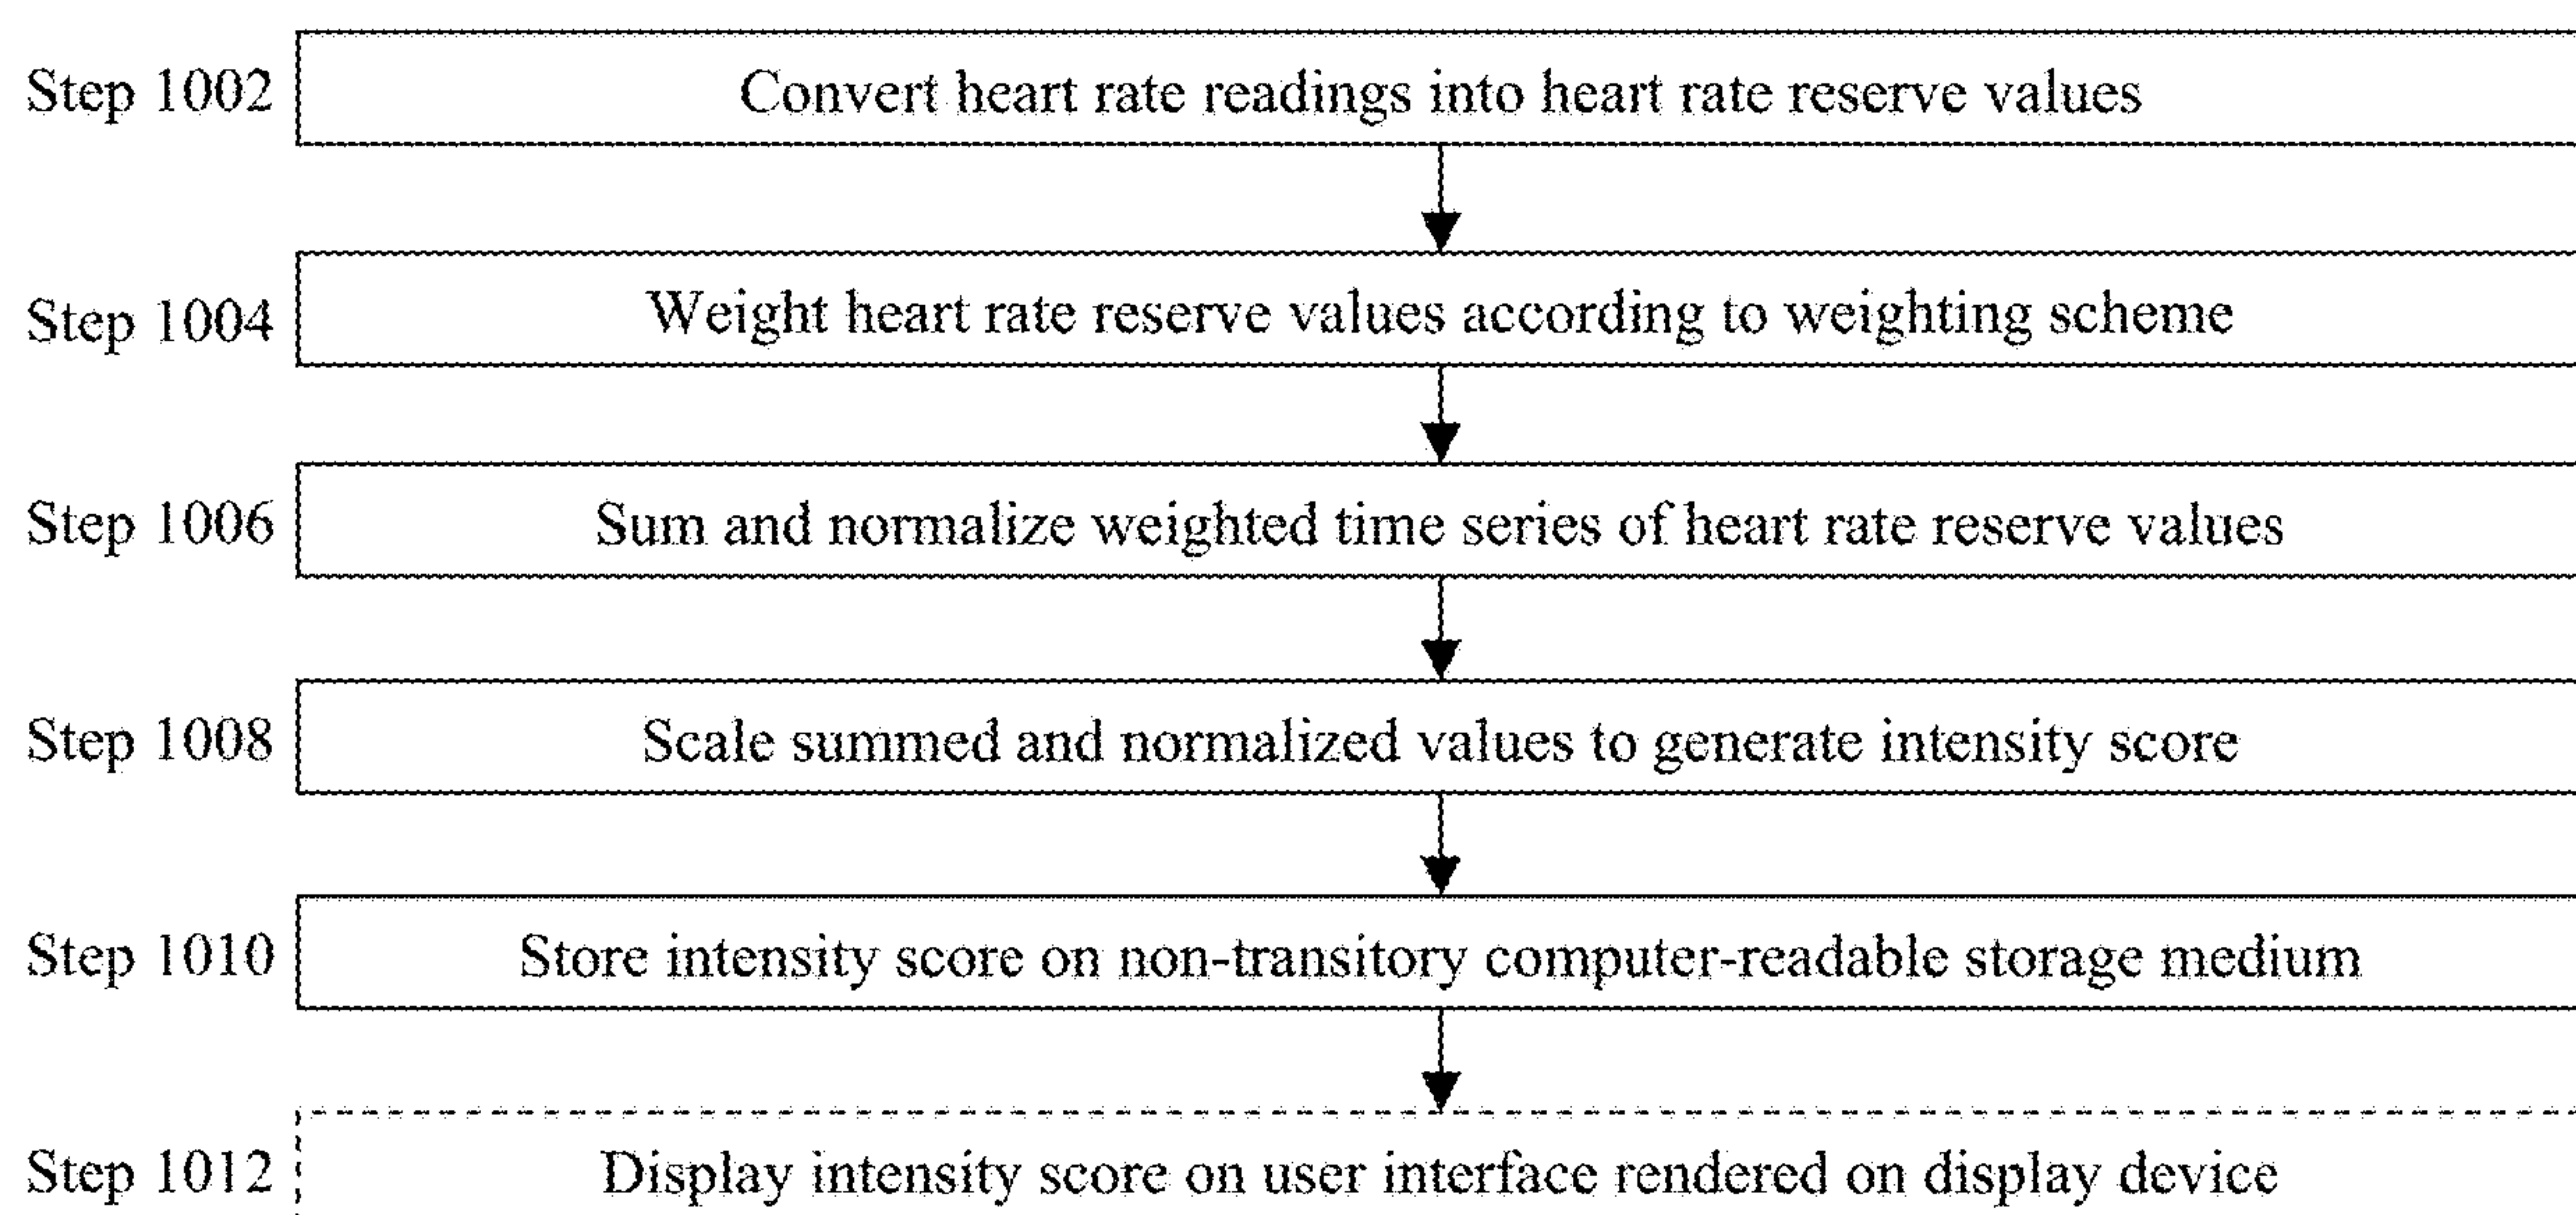 Step 1002 Convert heart rate readings into heart rate reserve values
Step 1004 Weight heart rate reserve values according to weighting scheme
Step 1006 Sum and normalize weighted time series of heart rate reserve values
Step 1008 Scale summed and normalized values to generate intensity score
Step 1010 Store intensity score on non-transitory computer-readable storage medium
Step 1012 Display intensity score on user interface rendered on display device